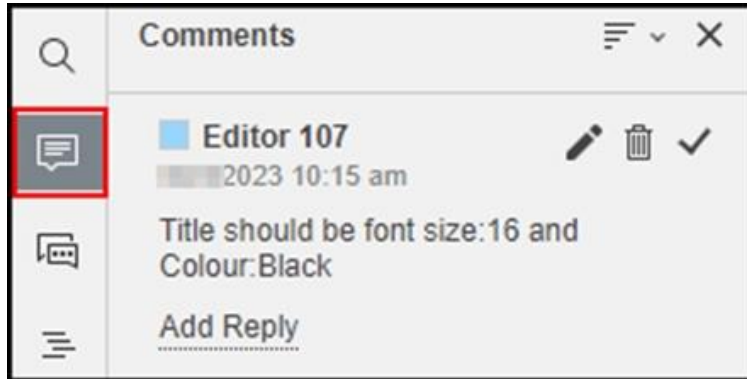 Comments
Editor 107
2023 10:15 am
Title should be font size:16 and
Colour:Black
Add Reply